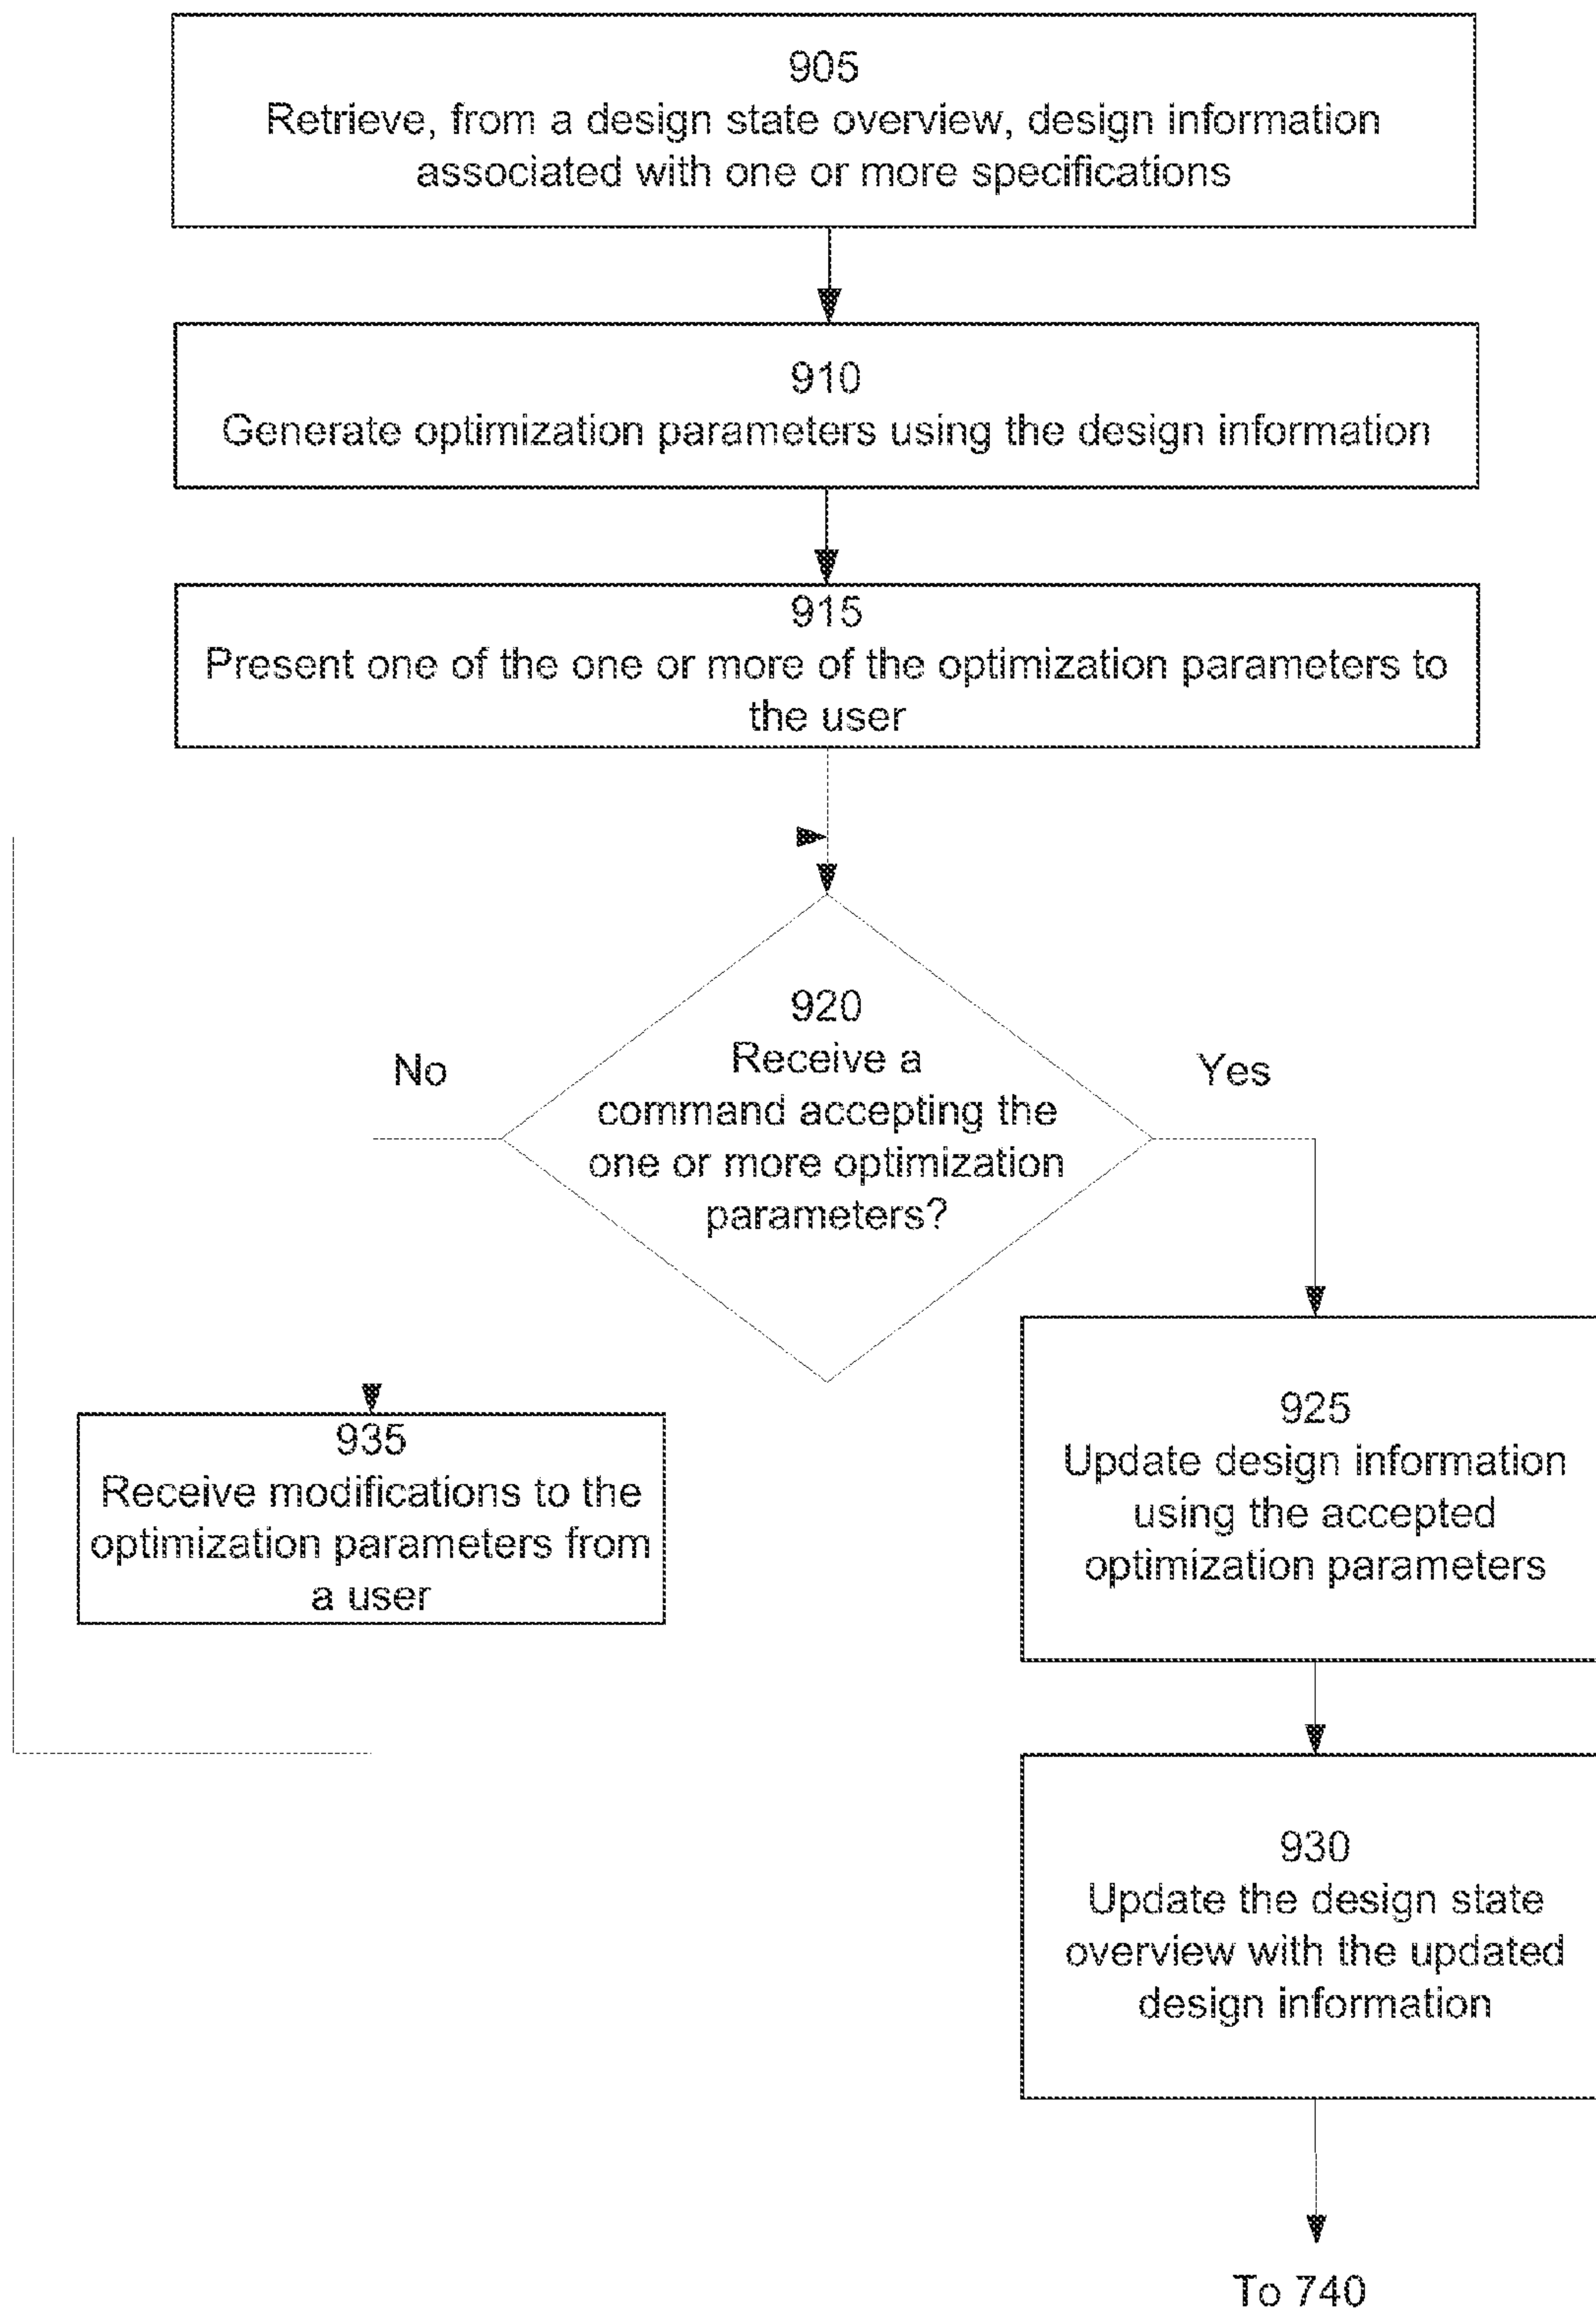 905
Retrieve, from a design state overview, design information
associated with one or more specifications
910
Generate optimization parameters using the design information
915
Present one of the one or more of the optimization parameters to
the user
920
Receive a
command accepting the
one or more optimization
parameters?
No
Yes
935
Receive modifications to the
optimization parameters from
a user
925
Update design information
using the accepted
optimization parameters
930
Update the design state
overview with the updated
design information
To 740